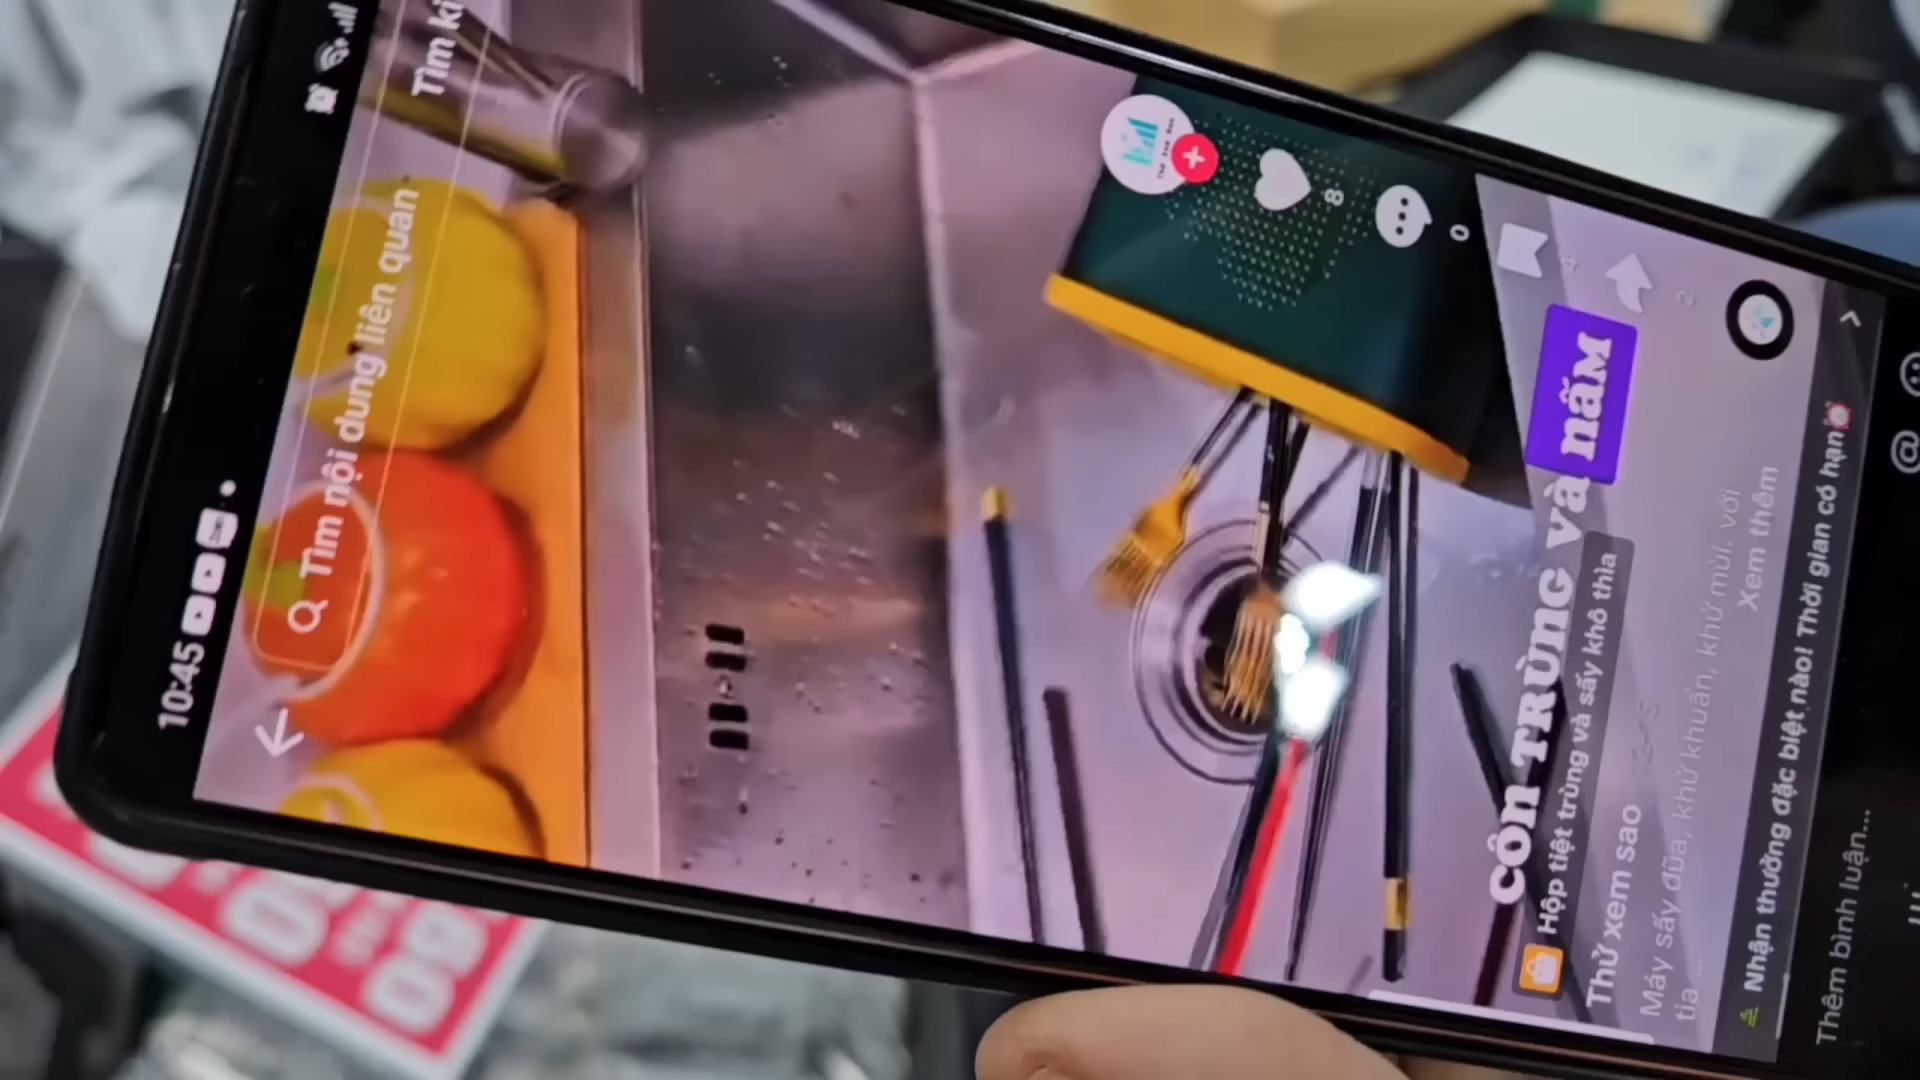 10:45
Tìm nội dung liên quan
Tìm ki
8
0
4
2
CÔN TRÙNG VÀ NẤM
Hộp tiệt trùng và sấy khô thìa
Thử xem sao
Máy sấy đũa, khử khuẩn, khử mùi, với
tia ... Xem thêm
Nhận thưởng đặc biệt nào! Thời gian có hạn
Thêm bình luận...